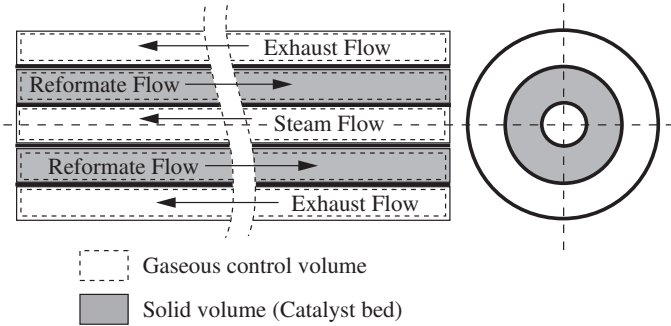 Exhaust Flow
Reformate Flow
Steam Flow
Reformate Flow
Exhaust Flow
Gaseous control volume
Solid volume (Catalyst bed)